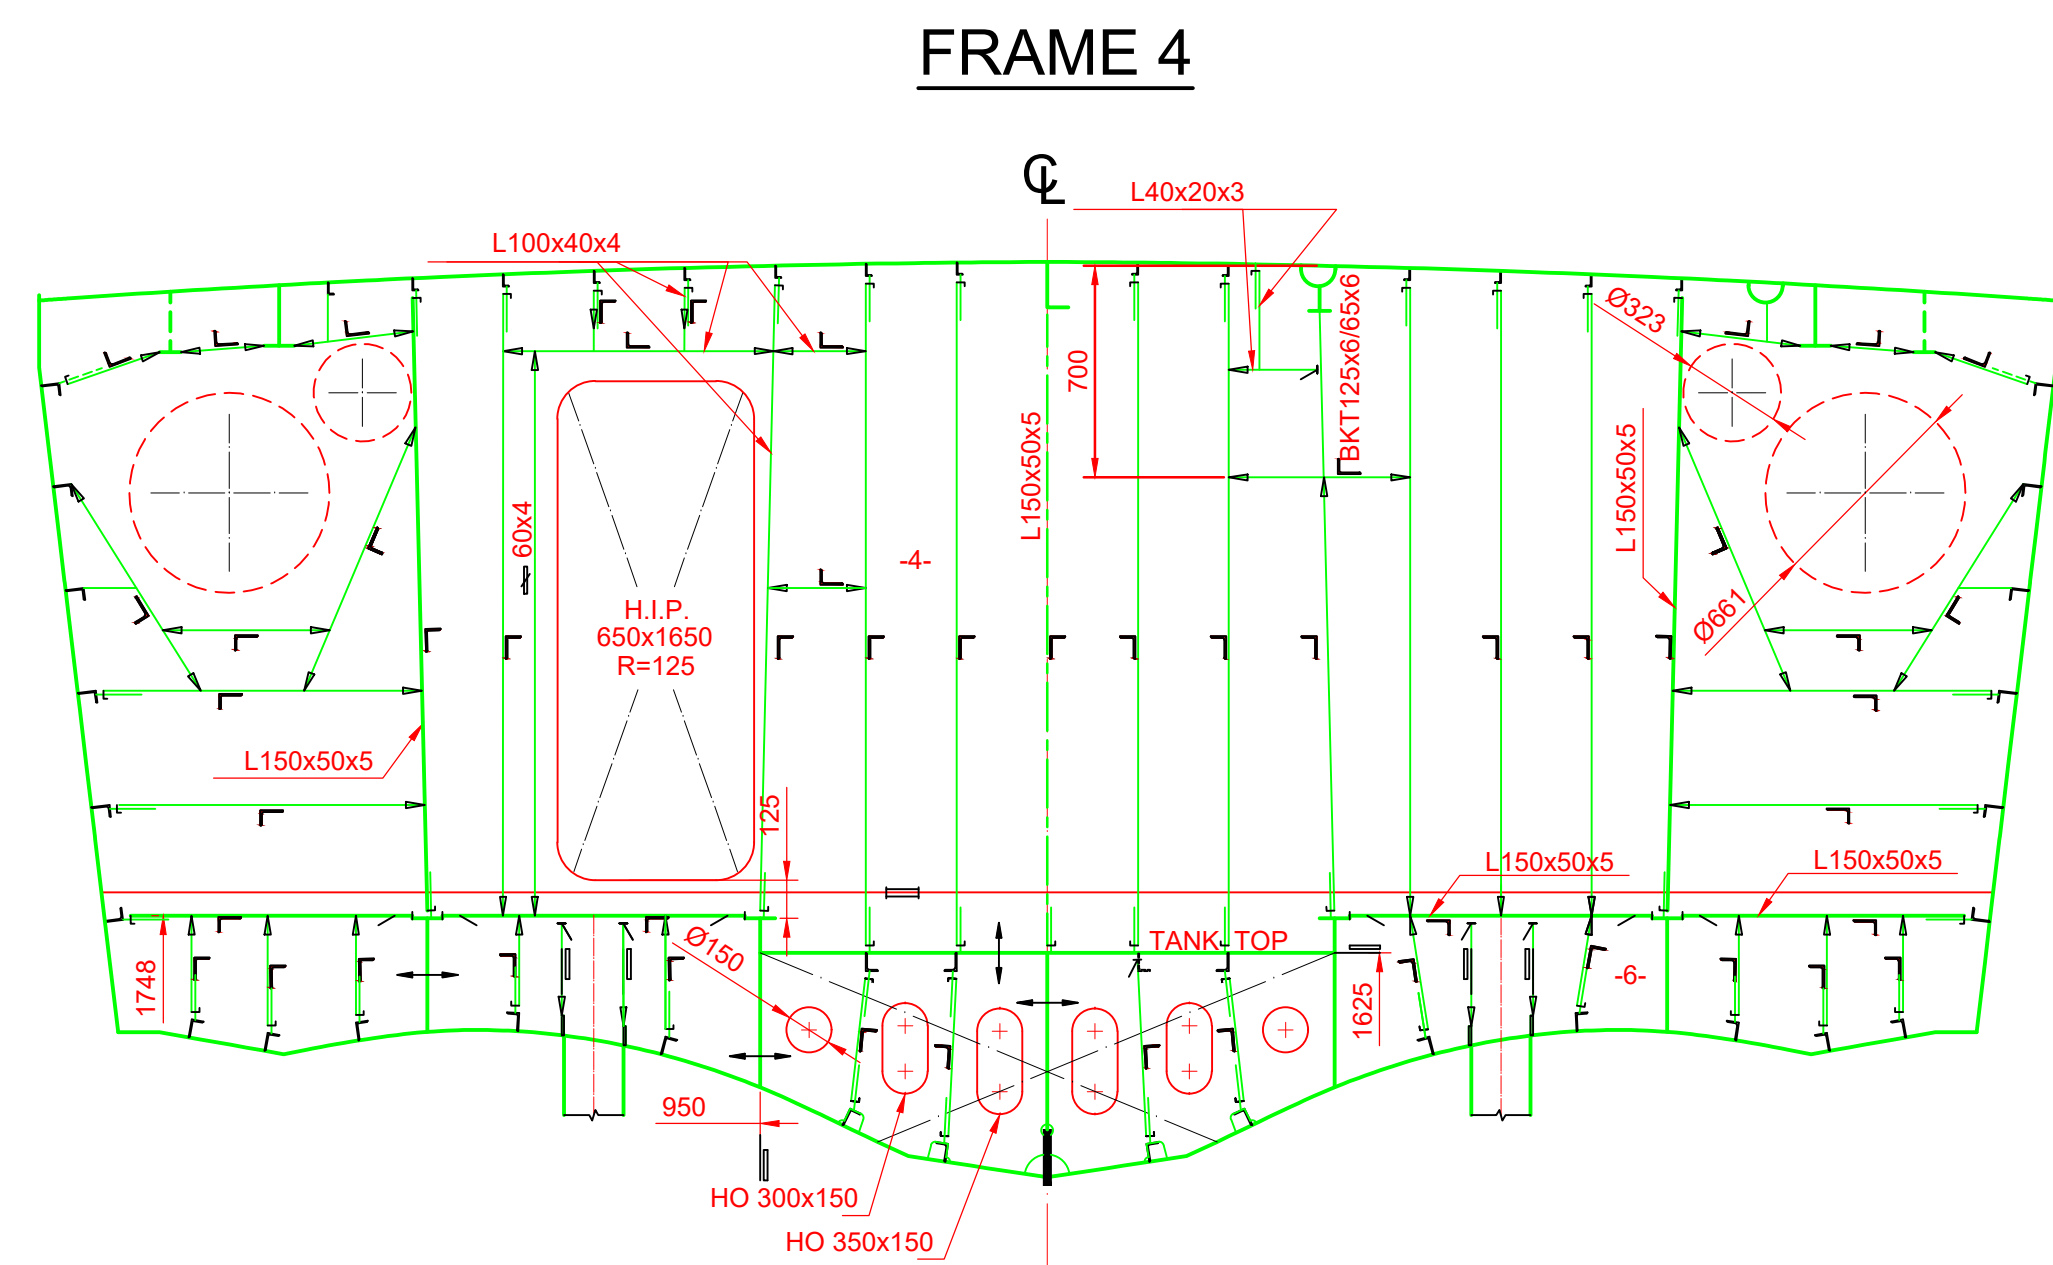 FRAME 4
℄
L40x20x3
L100x40x4
Ø323
BKT125x6/65x6
700
L150x50x5
L150x50x5
60x4
-4-
H.I.P.
650x1650
R=125
Ø661
L150x50x5
125
L150x50x5
L150x50x5
TANK TOP
Ø150
1748
-6-
1625
950
HO 300x150
HO 350x150